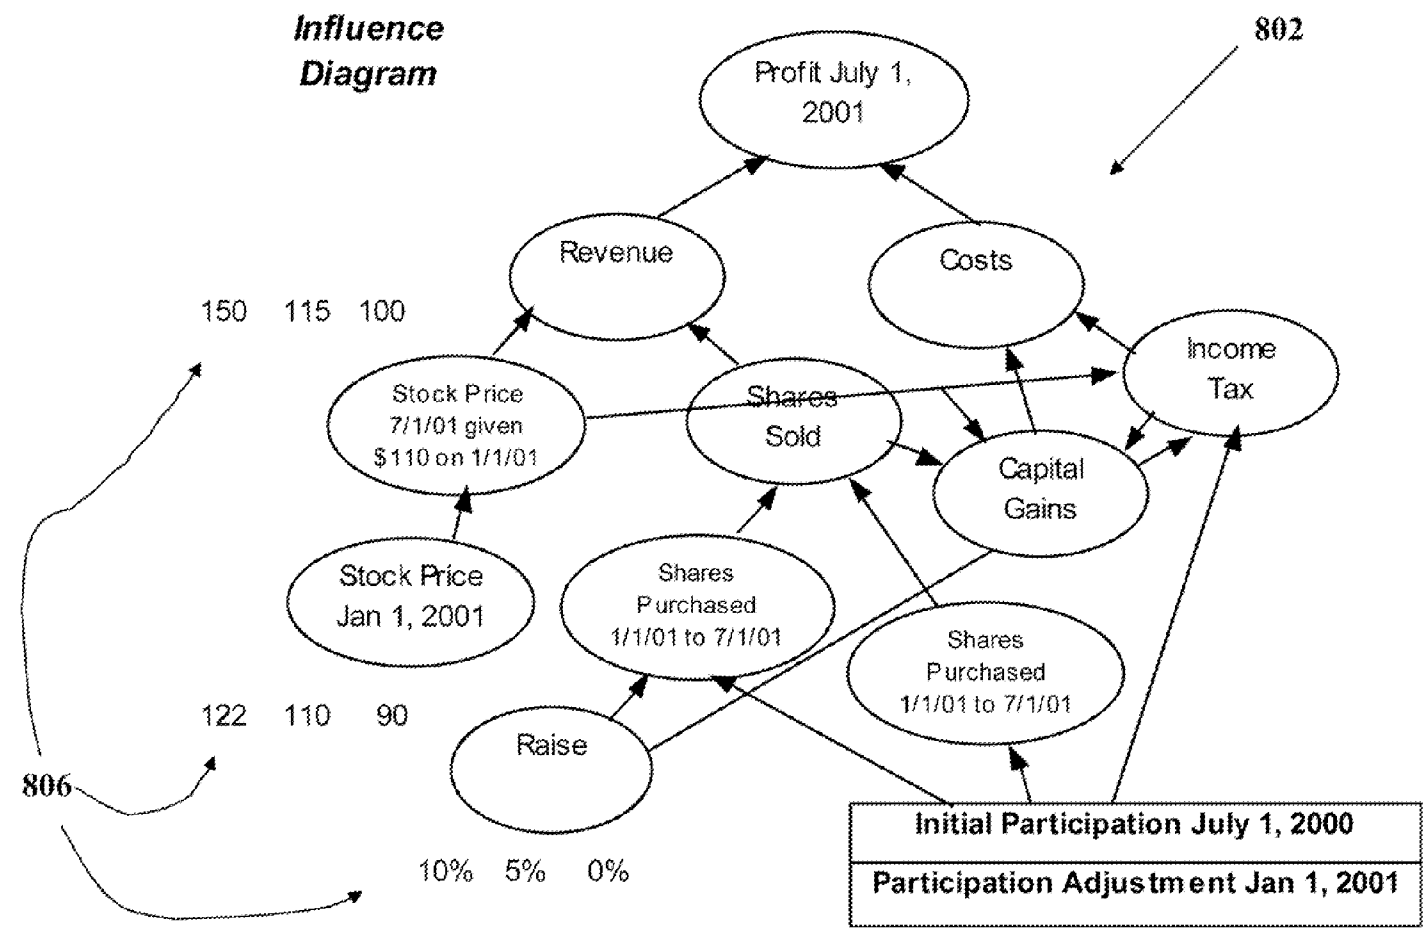 Influence
Diagram
802
Profit July 1,
2001
Revenue
Costs
150 115 100
Income
Tax
Stock Price
7/1/01 given
$110 on 1/1/01
Shares
Sold
Capital
Gains
Stock Price
Jan 1, 2001
Shares
Purchased
1/1/01 to 7/1/01
Shares
Purchased
1/1/01 to 7/1/01
122 110 90
Raise
806
Initial Participation July 1, 2000
Participation Adjustment Jan 1, 2001
10% 5% 0%